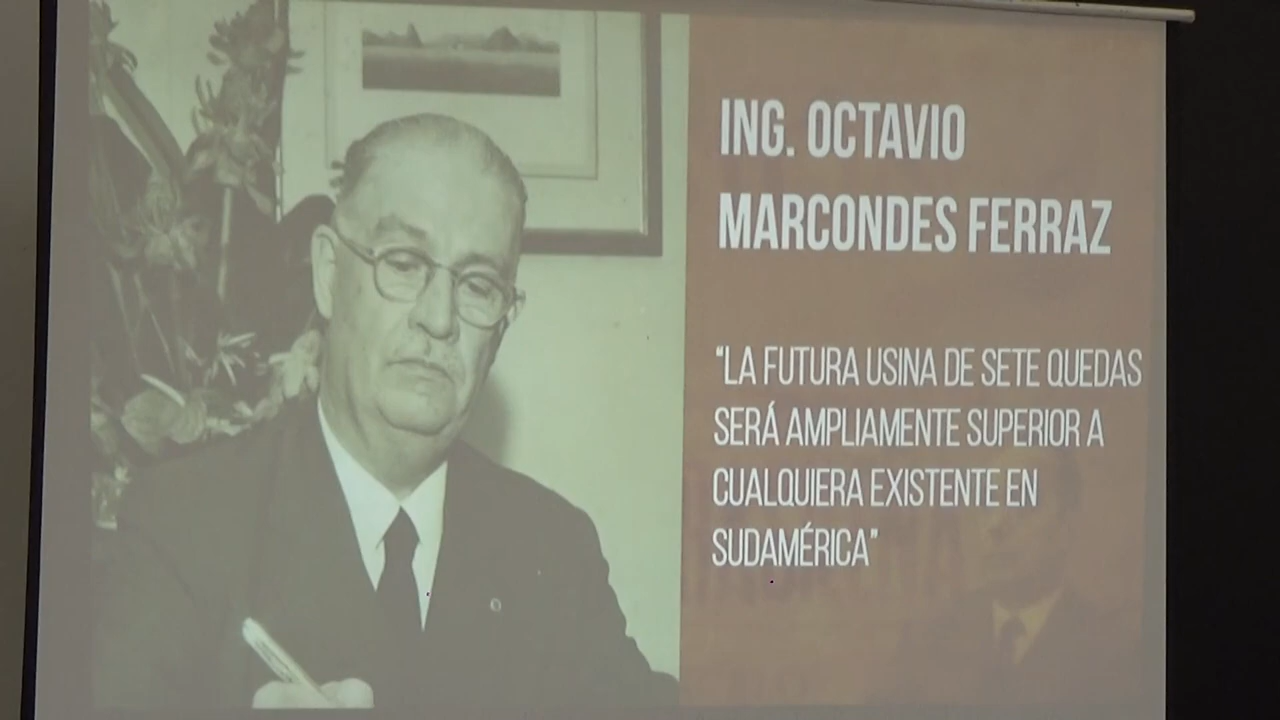 ING. OCTAVIO
MARCONDES FERRAZ
“LA FUTURA USINA DE SETE QUEDAS
SERÁ AMPLIAMENTE SUPERIOR A
CUALQUIERA EXISTENTE EN
SUDAMÉRICA”